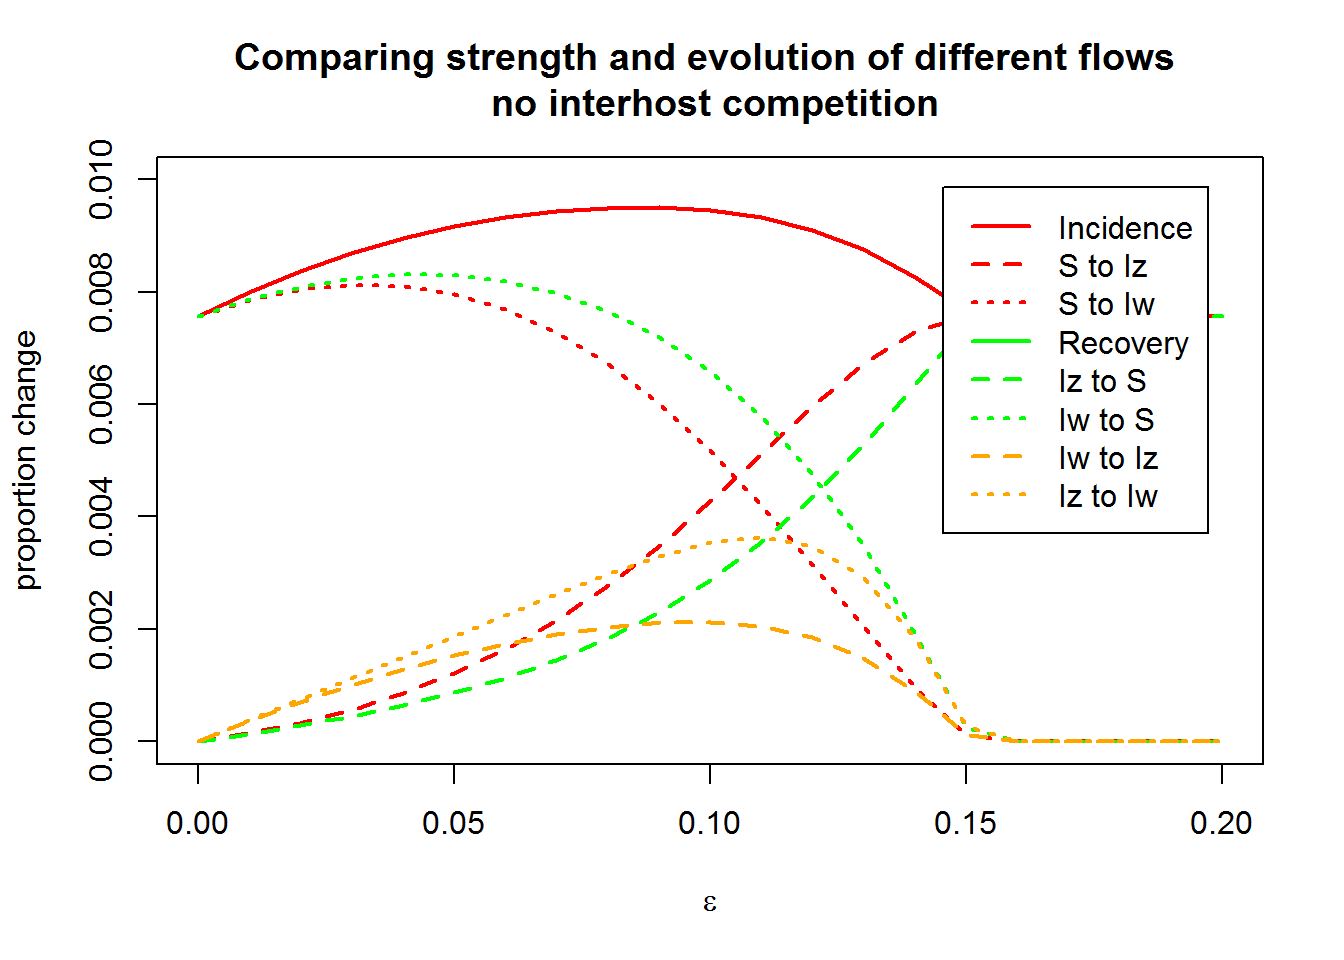 Comparing strength and evolution of different flows
no interhost competition
proportion change
0.010
0.008
0.006
0.004
0.002
0.000
Incidence
S to Iz
S to Iw
Recovery
Iz to S
Iw to S
Iw to Iz
Iz to Iw
0.00 0.05 0.10 0.15 0.20
ε